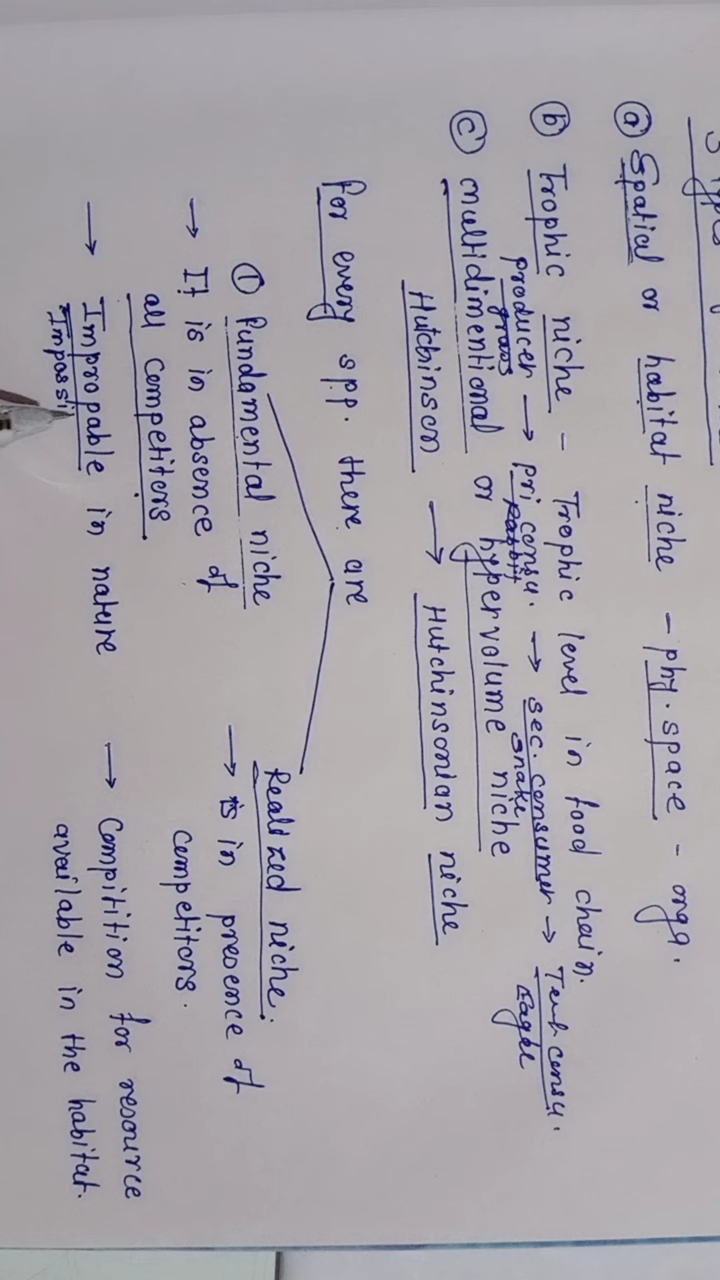 ⓐ Spatial or habitat niche - phy. space - orga.
ⓑ Trophic niche - Trophic level in food chain.
producer → pri consu. → sec. consumer → Tert consu.
grass rabbit snake Eagle
ⓒ multidimentional or hypervolume niche
Hutchinson → Hutchinsonian niche
For every spp. there are
① Fundamental niche
Realized niche.
→ It is in absence of
all competitors
→ is in presence of
competitors.
→ Impropable in nature
Impossi
→ Compitition for resource
available in the habitat.